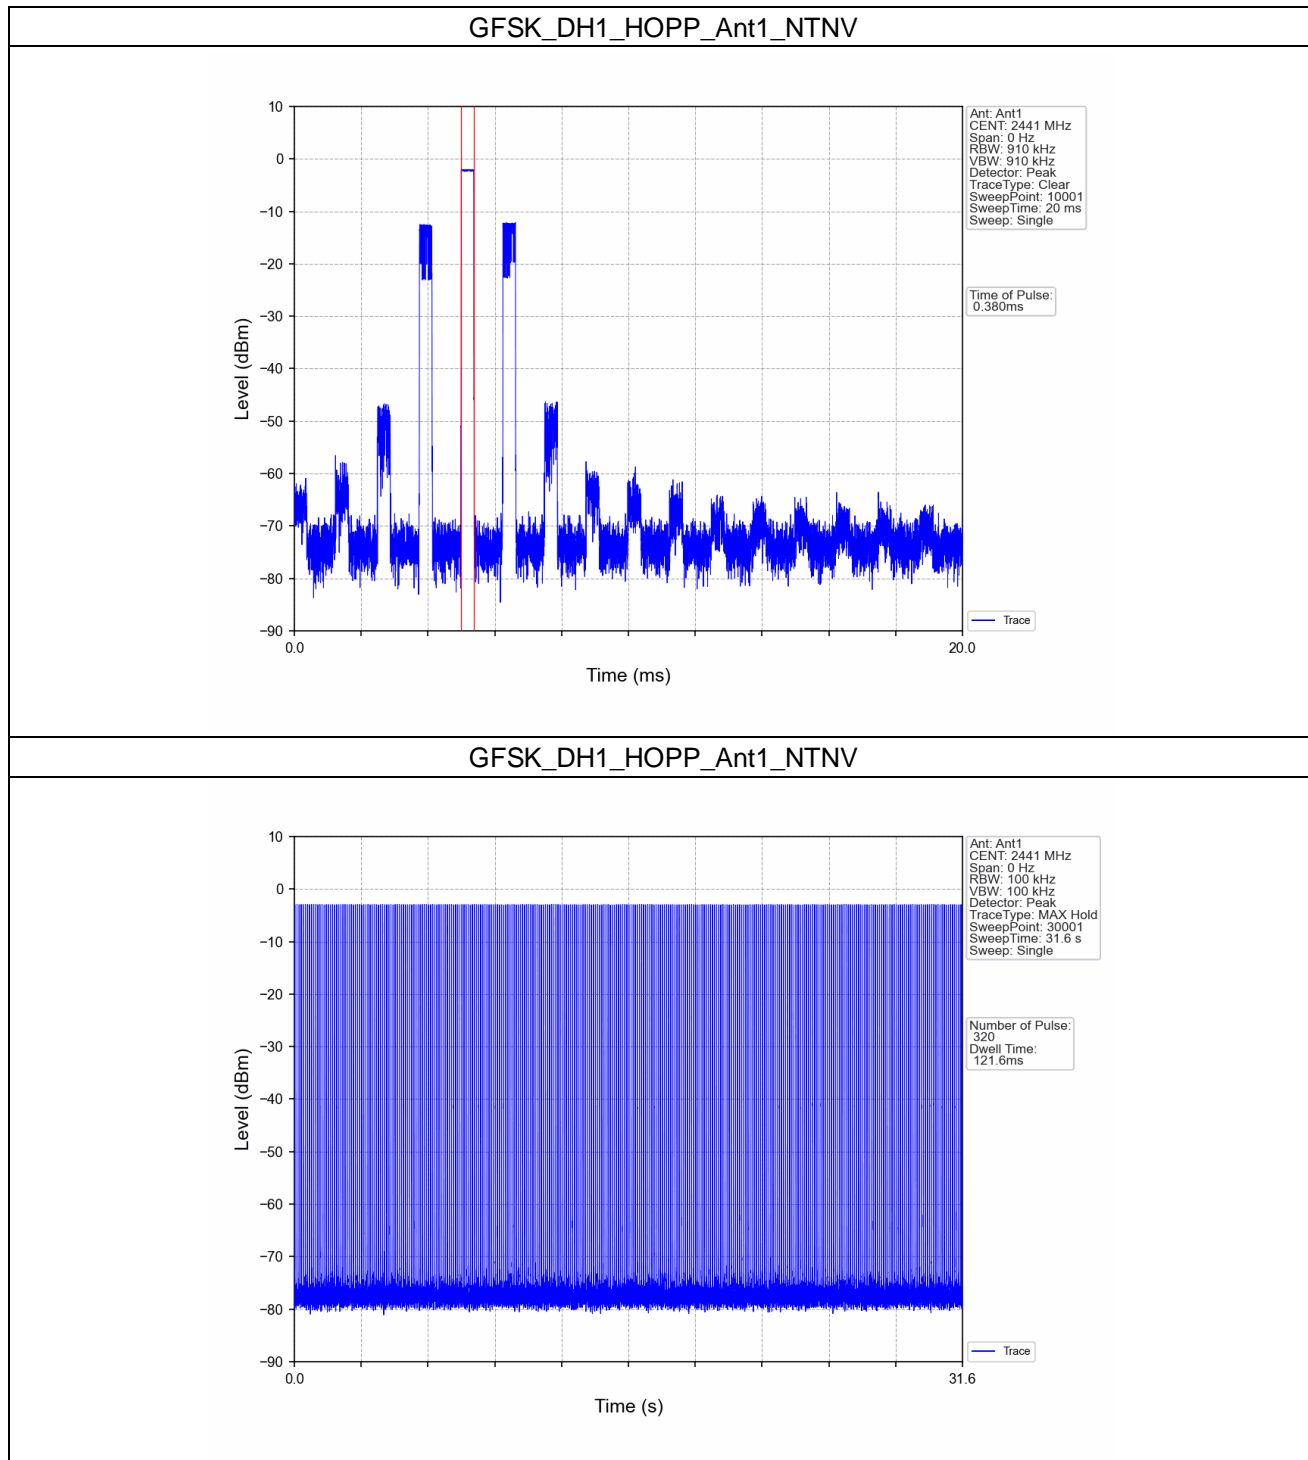 GFSK_DH1_HOPP_Ant1_NTNV
10
0
−10
−20
−30
−40
−50
−60
−70
−80
−90
Level (dBm)
0.0
20.0
Time (ms)
Ant: Ant1
CENT: 2441 MHz
Span: 0 Hz
RBW: 910 kHz
VBW: 910 kHz
Detector: Peak
TraceType: Clear
SweepPoint: 10001
SweepTime: 20 ms
Sweep: Single
Time of Pulse:
0.380ms
Trace
GFSK_DH1_HOPP_Ant1_NTNV
10
0
−10
−20
−30
−40
−50
−60
−70
−80
−90
Level (dBm)
0.0
31.6
Time (s)
Ant: Ant1
CENT: 2441 MHz
Span: 0 Hz
RBW: 100 kHz
VBW: 100 kHz
Detector: Peak
TraceType: MAX Hold
SweepPoint: 30001
SweepTime: 31.6 s
Sweep: Single
Number of Pulse:
320
Dwell Time:
121.6ms
Trace